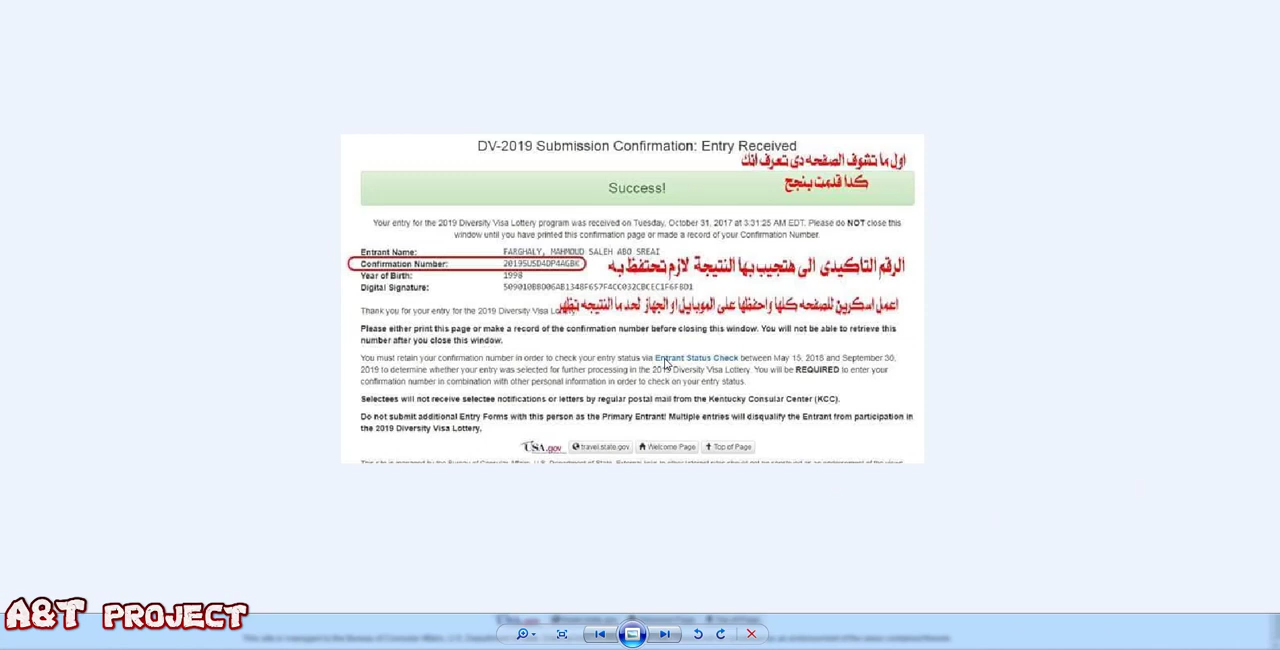 DV-2019 Submission Confirmation: Entry Received
اول ما تشوف الصفحه دى تعرف انك
كدا قدمت بنجح
Success!
Your entry for the 2019 Diversity Visa Lottery program was received on Tuesday, October 31, 2017 at 3:31:25 AM EDT. Please do NOT close this
window until you have printed this confirmation page or made a record of your Confirmation Number.
Entrant Name: FARGHALY, MAHMOUD SALEH ABO SREAI
Confirmation Number:
الرقم التاكيدى الى هتجيب بها النتيجة لازم تحتفظ به
Year of Birth: 1998
Digital Signature:
اعمل اسكرين للصفحه كلها واحفظها على الموبايل او الجهاز لحد ما النتيجه تظهر
Thank you for your entry for the 2019 Diversity Visa
Please either print this page or make a record of the confirmation number before closing this window. You will not be able to retrieve this
number after you close this window.
You must retain your confirmation number in order to check your entry status via Entrant Status Check between May 15, 2018 and September 30,
2019 to determine whether your entry was selected for further processing in the 2019 Diversity Visa Lottery. You will be REQUIRED to enter your
confirmation number in combination with other personal information in order to check on your entry status.
Selectees will not receive selectee notifications or letters by regular postal mail from the Kentucky Consular Center (KCC).
Do not submit additional Entry Forms with this person as the Primary Entrant! Multiple entries will disqualify the Entrant from participation in
the 2019 Diversity Visa Lottery.
USA.gov travel.state.gov Welcome Page Top of Page
A&T PROJECT